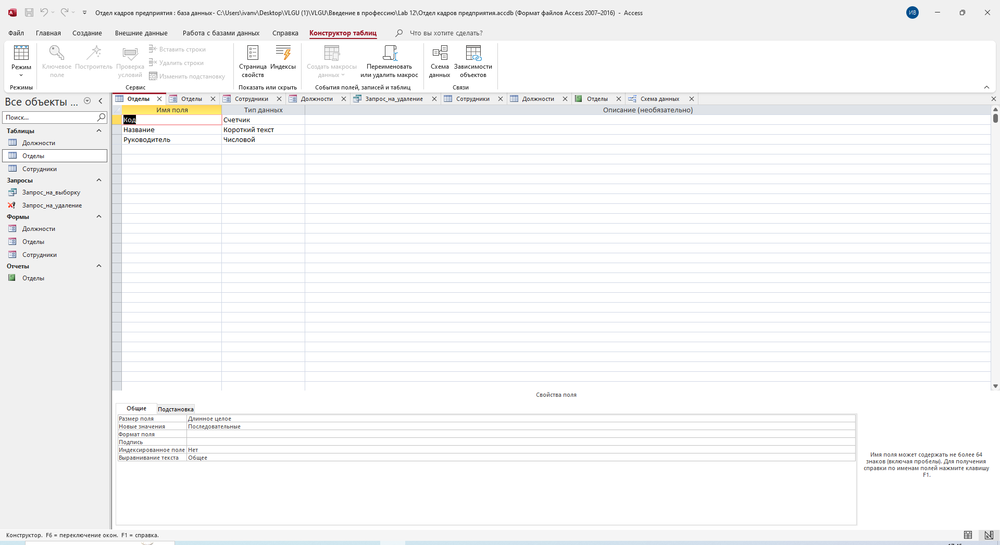 Отдел кадров предприятия : база данных- C:\Users\ivanv\Desktop\VLGU (1)\VLGU\Введение в профессию\Lab 12\Отдел кадров предприятия.accdb (Формат файлов Access 2007–2016) - Access
ИВ
Файл Главная Создание Внешние данные Работа с базами данных Справка Конструктор таблиц Что вы хотите сделать?
Режим
Режимы
Ключевое поле
Построитель
Проверка условий
Вставить строки
Удалить строки
Изменить подстановку
Сервис
Страница свойств
Индексы
Показать или скрыть
Создать макросы данных
Переименовать или удалить макрос
События полей, записей и таблиц
Схема данных
Зависимости объектов
Связи
Все объекты ...
Поиск...
Таблицы
Должности
Отделы
Сотрудники
Запросы
Запрос_на_выборку
Запрос_на_удаление
Формы
Должности
Отделы
Сотрудники
Отчеты
Отделы
Отделы Отделы Сотрудники Должности Запрос_на_удаление Сотрудники Должности Отделы Схема данных
Имя поля Тип данных Описание (необязательно)
Код Счетчик
Название Короткий текст
Руководитель Числовой
Свойства поля
Общие Подстановка
Размер поля Длинное целое
Новые значения Последовательные
Формат поля
Подпись
Индексированное поле Нет
Выравнивание текста Общее
Имя поля может содержать не более 64
знаков (включая пробелы). Для получения
справки по именам полей нажмите клавишу
F1.
Конструктор. F6 = переключение окон. F1 = справка.